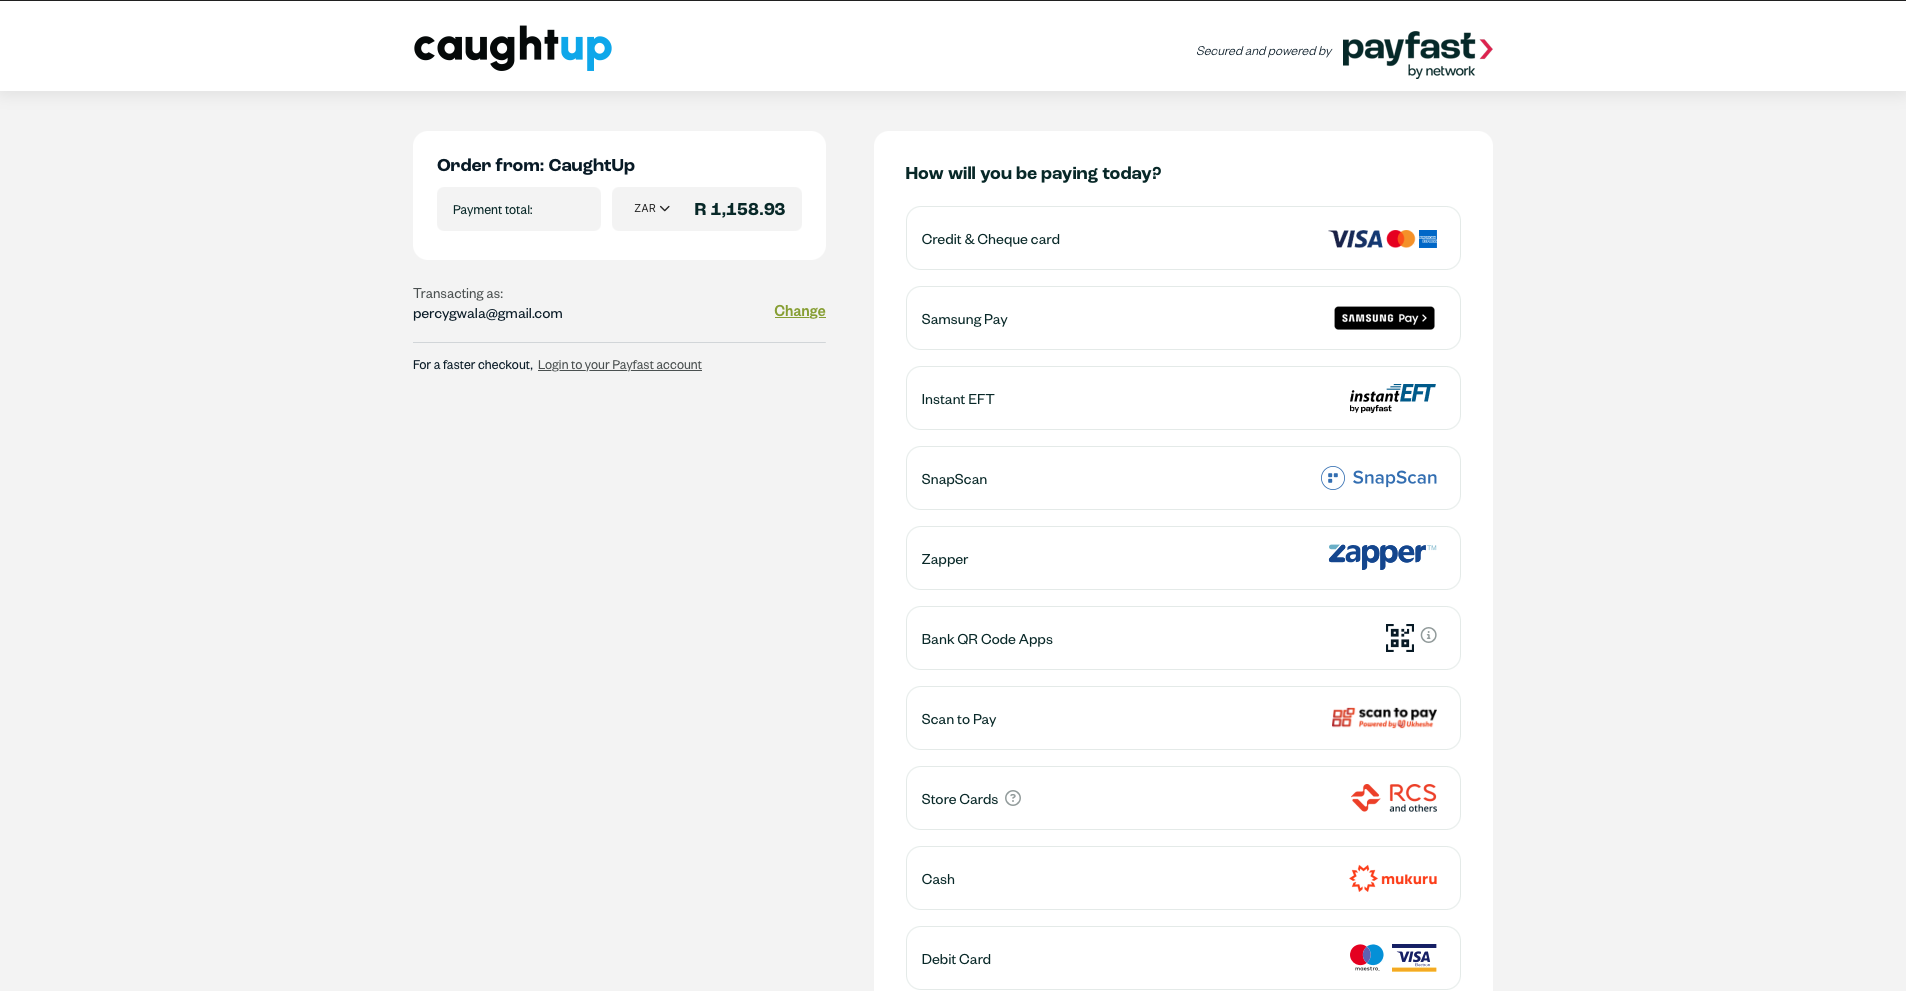 caughtup
Secured and powered by
payfast
by network
Order from: CaughtUp
Payment total:
ZAR
R 1,158.93
Transacting as:
percygwala@gmail.com
Change
For a faster checkout, Login to your Payfast account
How will you be paying today?
Credit & Cheque card
VISA
Samsung Pay
SAMSUNG Pay
Instant EFT
instantEFT
by payfast
SnapScan
SnapScan
Zapper
zapper™
Bank QR Code Apps
Scan to Pay
scan to pay
Powered by Ukheshe
Store Cards
RCS
and others
Cash
mukuru
Debit Card
maestro
VISA